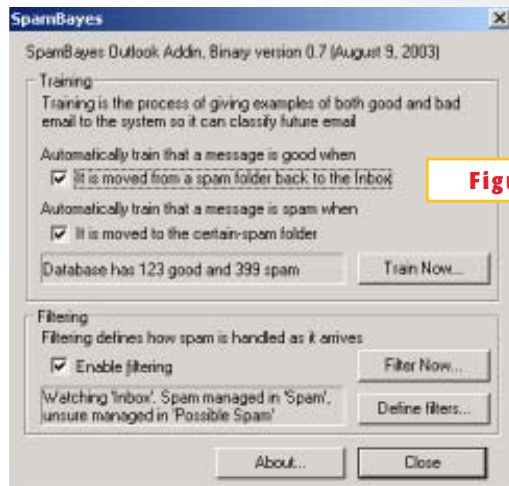 SpamBayes
SpamBayes Outlook Addin, Binary version 0.7 (August 9, 2003)
Training
Training is the process of giving examples of both good and bad
email to the system so it can classify future email
Automatically train that a message is good when
It is moved from a spam folder back to the Inbox
Figu
Automatically train that a message is spam when
It is moved to the certain-spam folder
Database has 123 good and 399 spam
Train Now...
Filtering
Filtering defines how spam is handled as it arrives
Enable filtering
Filter Now...
Watching 'Inbox'. Spam managed in 'Spam',
unsure managed in 'Possible Spam'
Define filters...
About...
Close